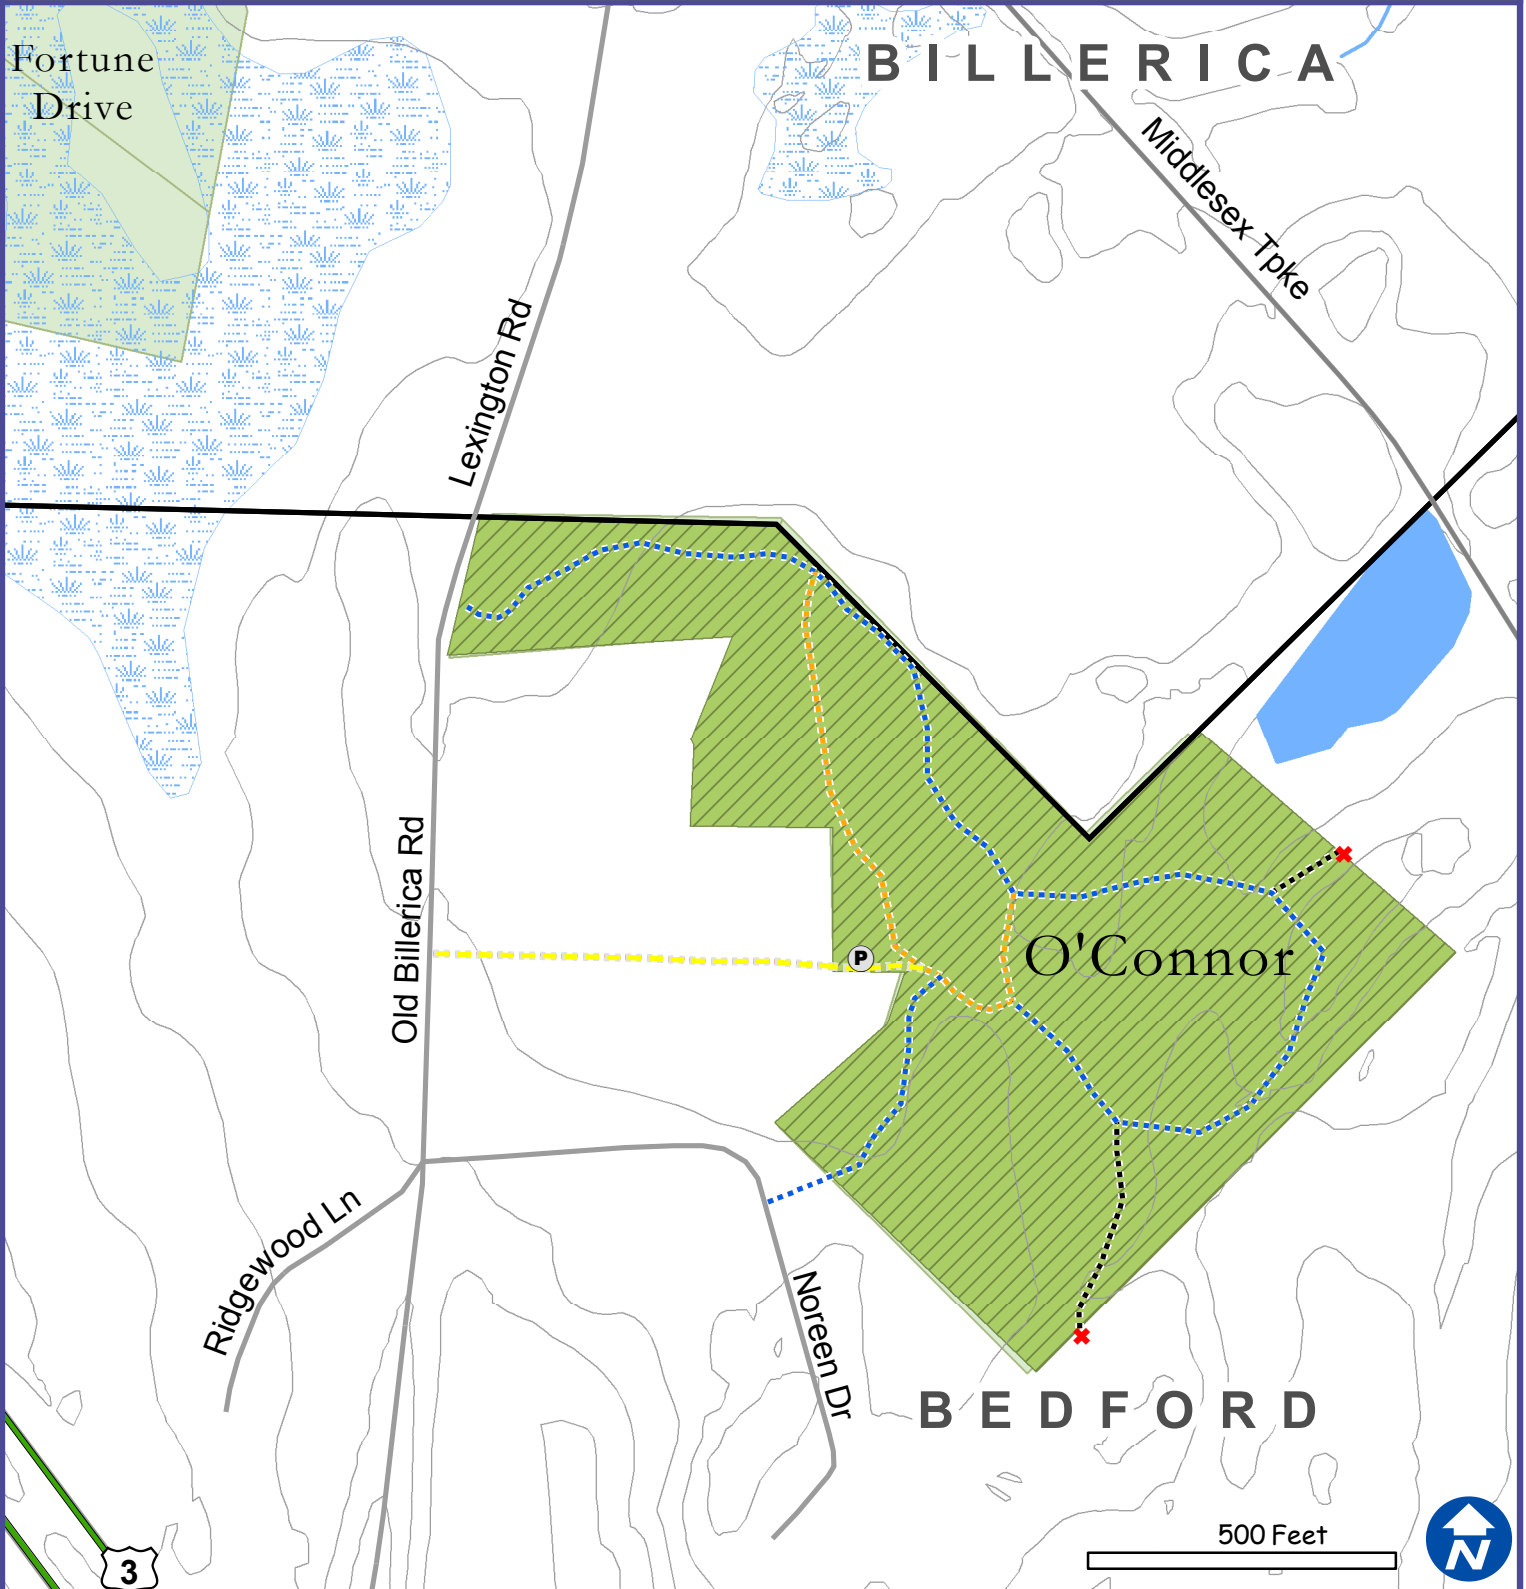 BILLERICA
Fortune
Drive
Middlesex Tpke
Lexington Rd
Old Billerica Rd
P
O'Connor
Ridgewood Ln
Noreen Dr
BEDFORD
500 Feet
N
3